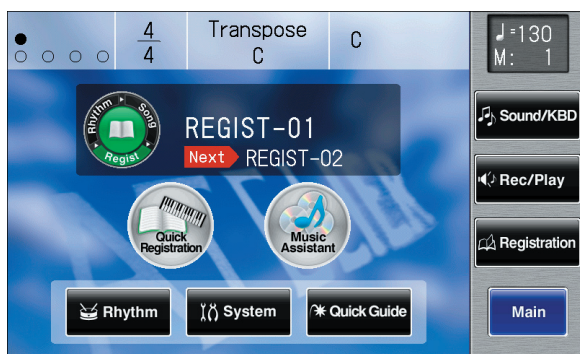 4
4
Transpose
C
C
♩=130
M: 1
Rhythm
Song
Regist
REGIST-01
Next REGIST-02
Quick
Registration
Music
Assistant
Sound/KBD
Rec/Play
Registration
Rhythm
System
Quick Guide
Main
ATELIER